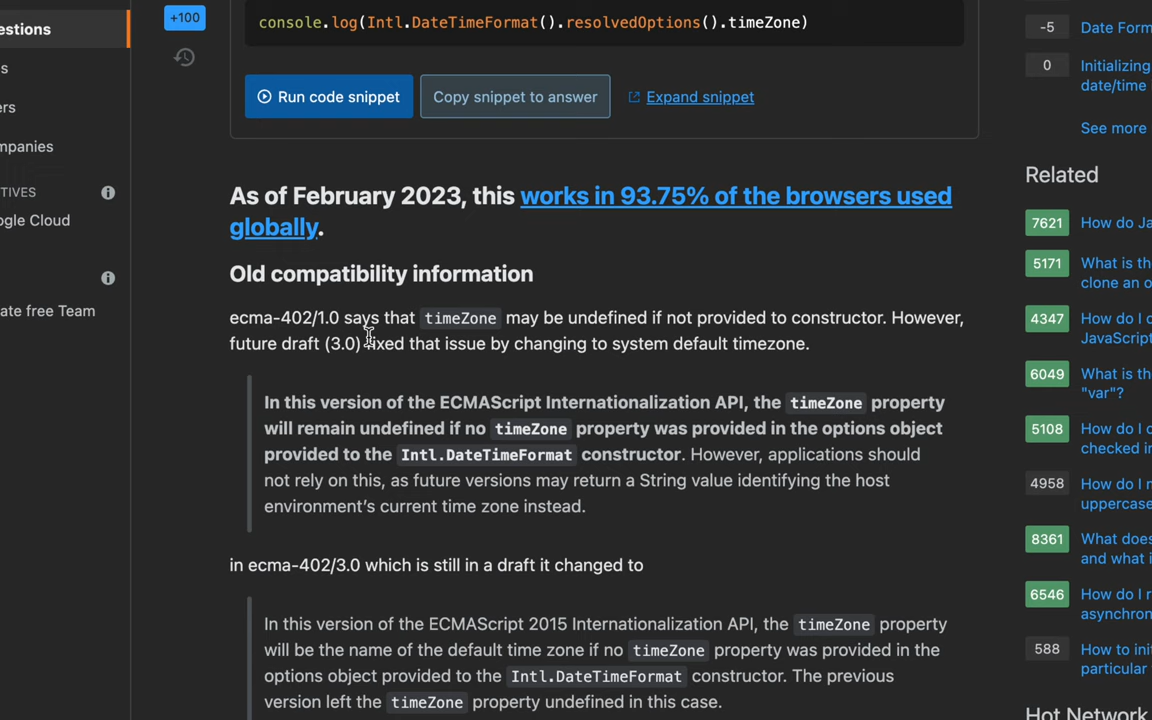 estions
s
ers
mpanies
TIVES
ogle Cloud
ate free Team
+100
console.log(Intl.DateTimeFormat().resolvedOptions().timeZone)
Run code snippet
Copy snippet to answer
Expand snippet
As of February 2023, this works in 93.75% of the browsers used
globally.
Old compatibility information
ecma-402/1.0 says that timeZone may be undefined if not provided to constructor. However,
future draft (3.0) fixed that issue by changing to system default timezone.
In this version of the ECMAScript Internationalization API, the timeZone property
will remain undefined if no timeZone property was provided in the options object
provided to the Intl.DateTimeFormat constructor. However, applications should
not rely on this, as future versions may return a String value identifying the host
environment’s current time zone instead.
in ecma-402/3.0 which is still in a draft it changed to
In this version of the ECMAScript 2015 Internationalization API, the timeZone property
will be the name of the default time zone if no timeZone property was provided in the
options object provided to the Intl.DateTimeFormat constructor. The previous
version left the timeZone property undefined in this case.
-5 Date Form
0 Initializing
date/time
See more
Related
7621 How do Ja
5171 What is th
clone an o
4347 How do I c
JavaScript
6049 What is th
"var"?
5108 How do I c
checked in
4958 How do I m
uppercase
8361 What does
and what i
6546 How do I r
asynchron
588 How to init
particular
Hot Network